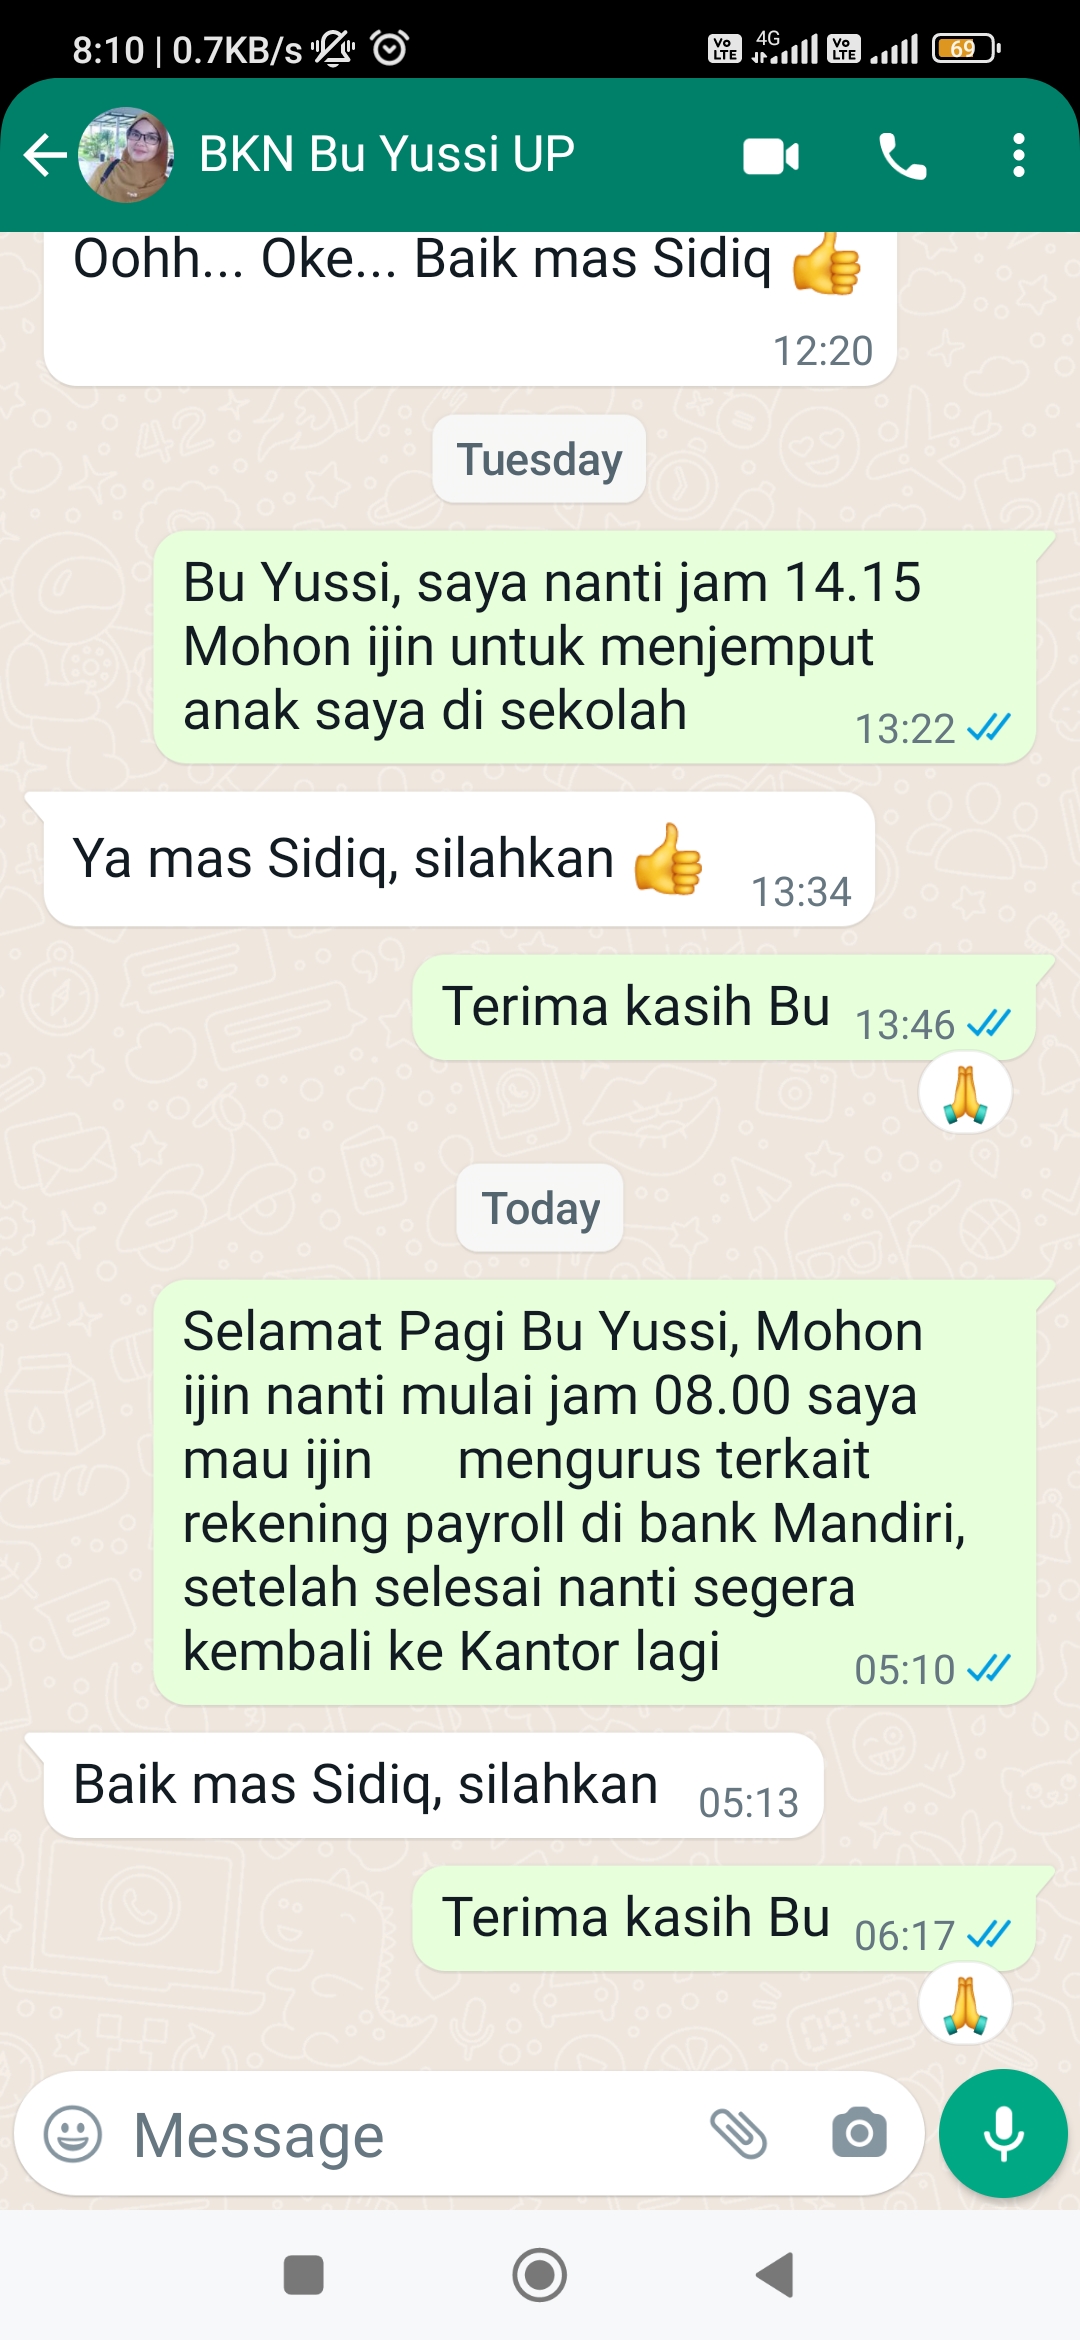 8:10 | 0.7KB/s
Vo LTE 4G Vo LTE 69
BKN Bu Yussi UP
Oohh... Oke... Baik mas Sidiq 👍
12:20
Tuesday
Bu Yussi, saya nanti jam 14.15
Mohon ijin untuk menjemput
anak saya di sekolah
13:22
Ya mas Sidiq, silahkan 👍
13:34
Terima kasih Bu
13:46
🙏
Today
Selamat Pagi Bu Yussi, Mohon
ijin nanti mulai jam 08.00 saya
mau ijin mengurus terkait
rekening payroll di bank Mandiri,
setelah selesai nanti segera
kembali ke Kantor lagi
05:10
Baik mas Sidiq, silahkan
05:13
Terima kasih Bu
06:17
🙏
Message